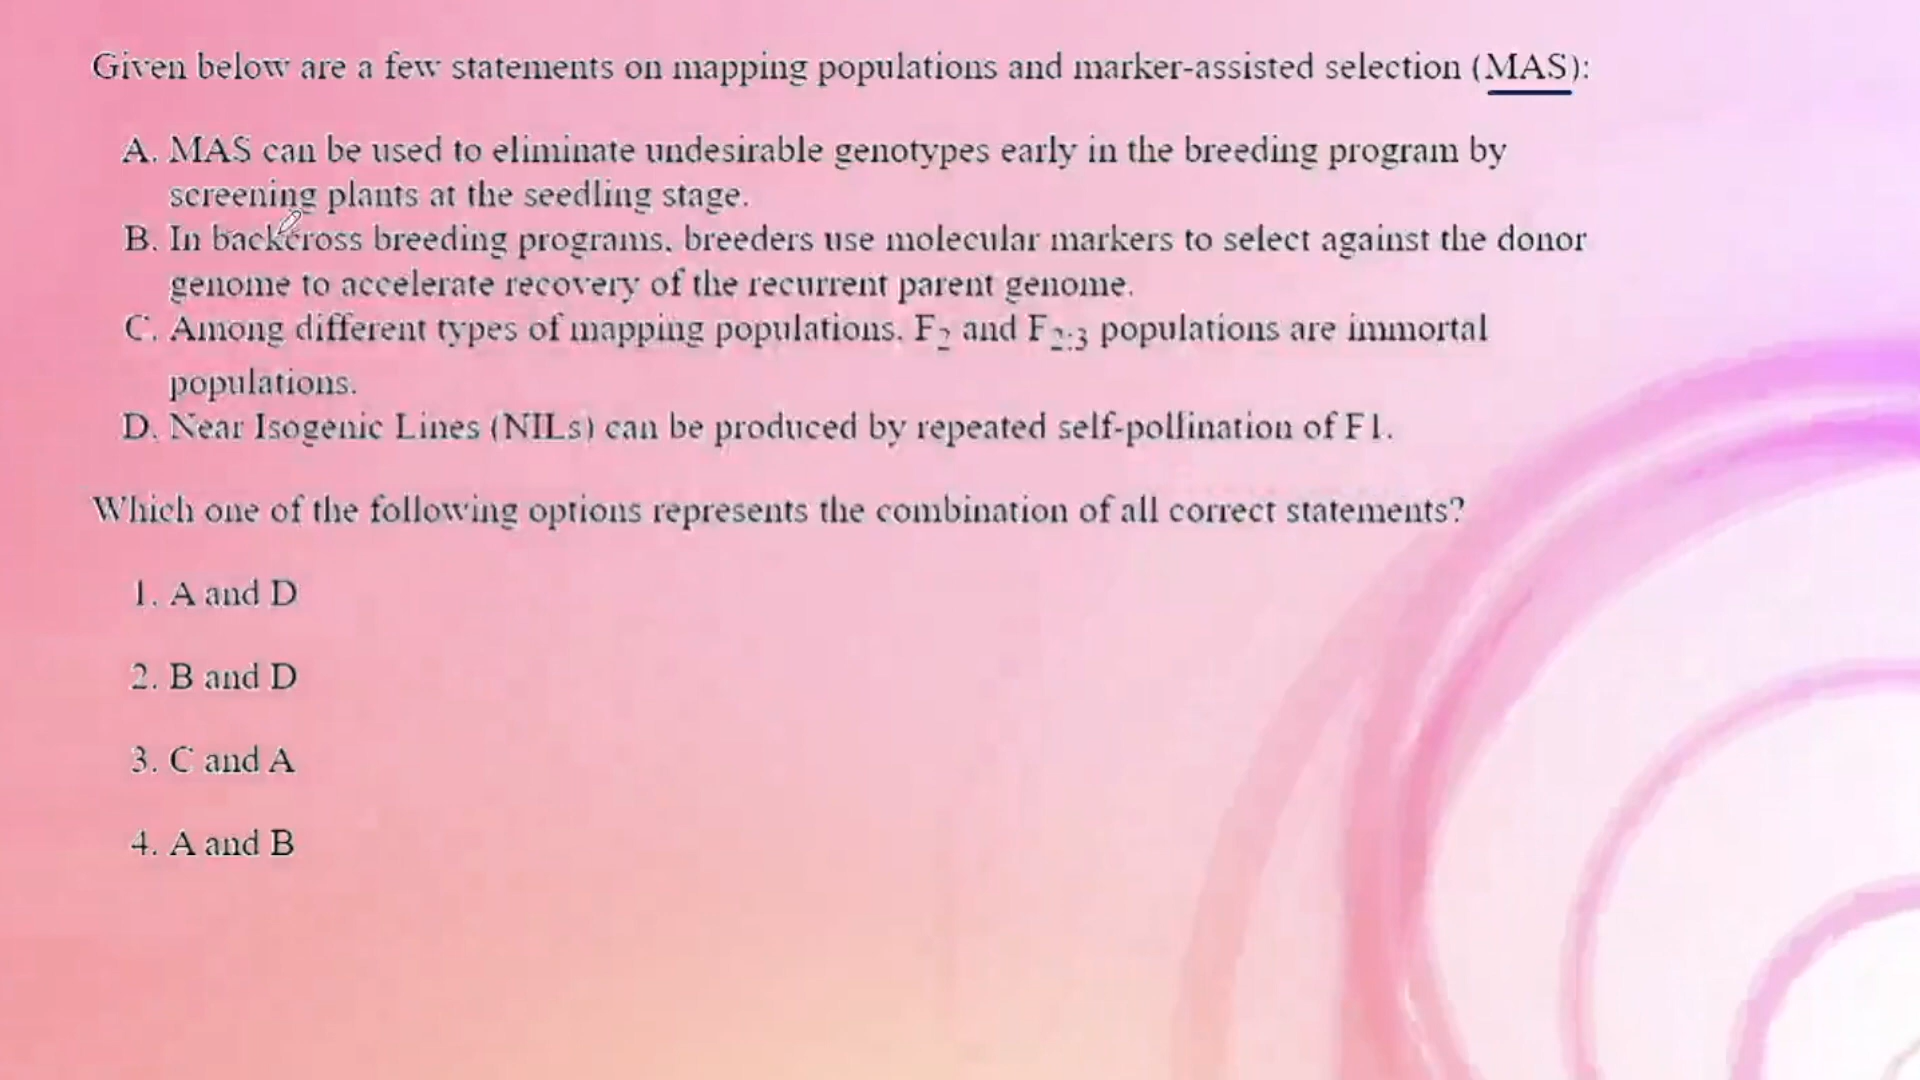 Given below are a few statements on mapping populations and marker-assisted selection (MAS):
A. MAS can be used to eliminate undesirable genotypes early in the breeding program by
screening plants at the seedling stage.
B. In backcross breeding programs, breeders use molecular markers to select against the donor
genome to accelerate recovery of the recurrent parent genome.
C. Among different types of mapping populations, F₂ and F₂:₃ populations are immortal
populations.
D. Near Isogenic Lines (NILs) can be produced by repeated self-pollination of F1.
Which one of the following options represents the combination of all correct statements?
1. A and D
2. B and D
3. C and A
4. A and B